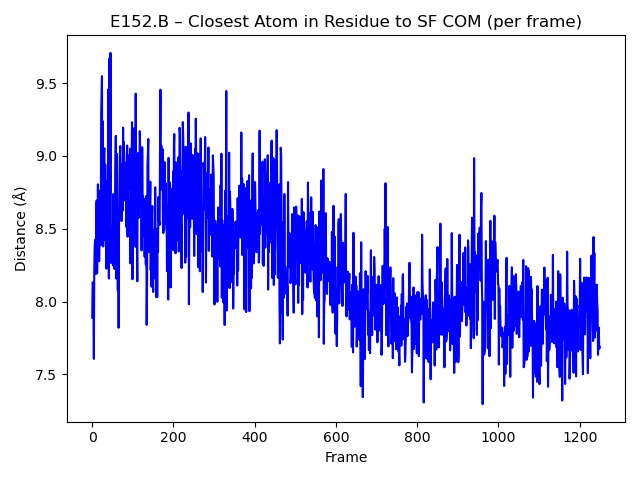 E152.B – Closest Atom in Residue to SF COM (per frame)
9.5
9.0
8.5
8.0
7.5
Distance (Å)
0 200 400 600 800 1000 1200
Frame